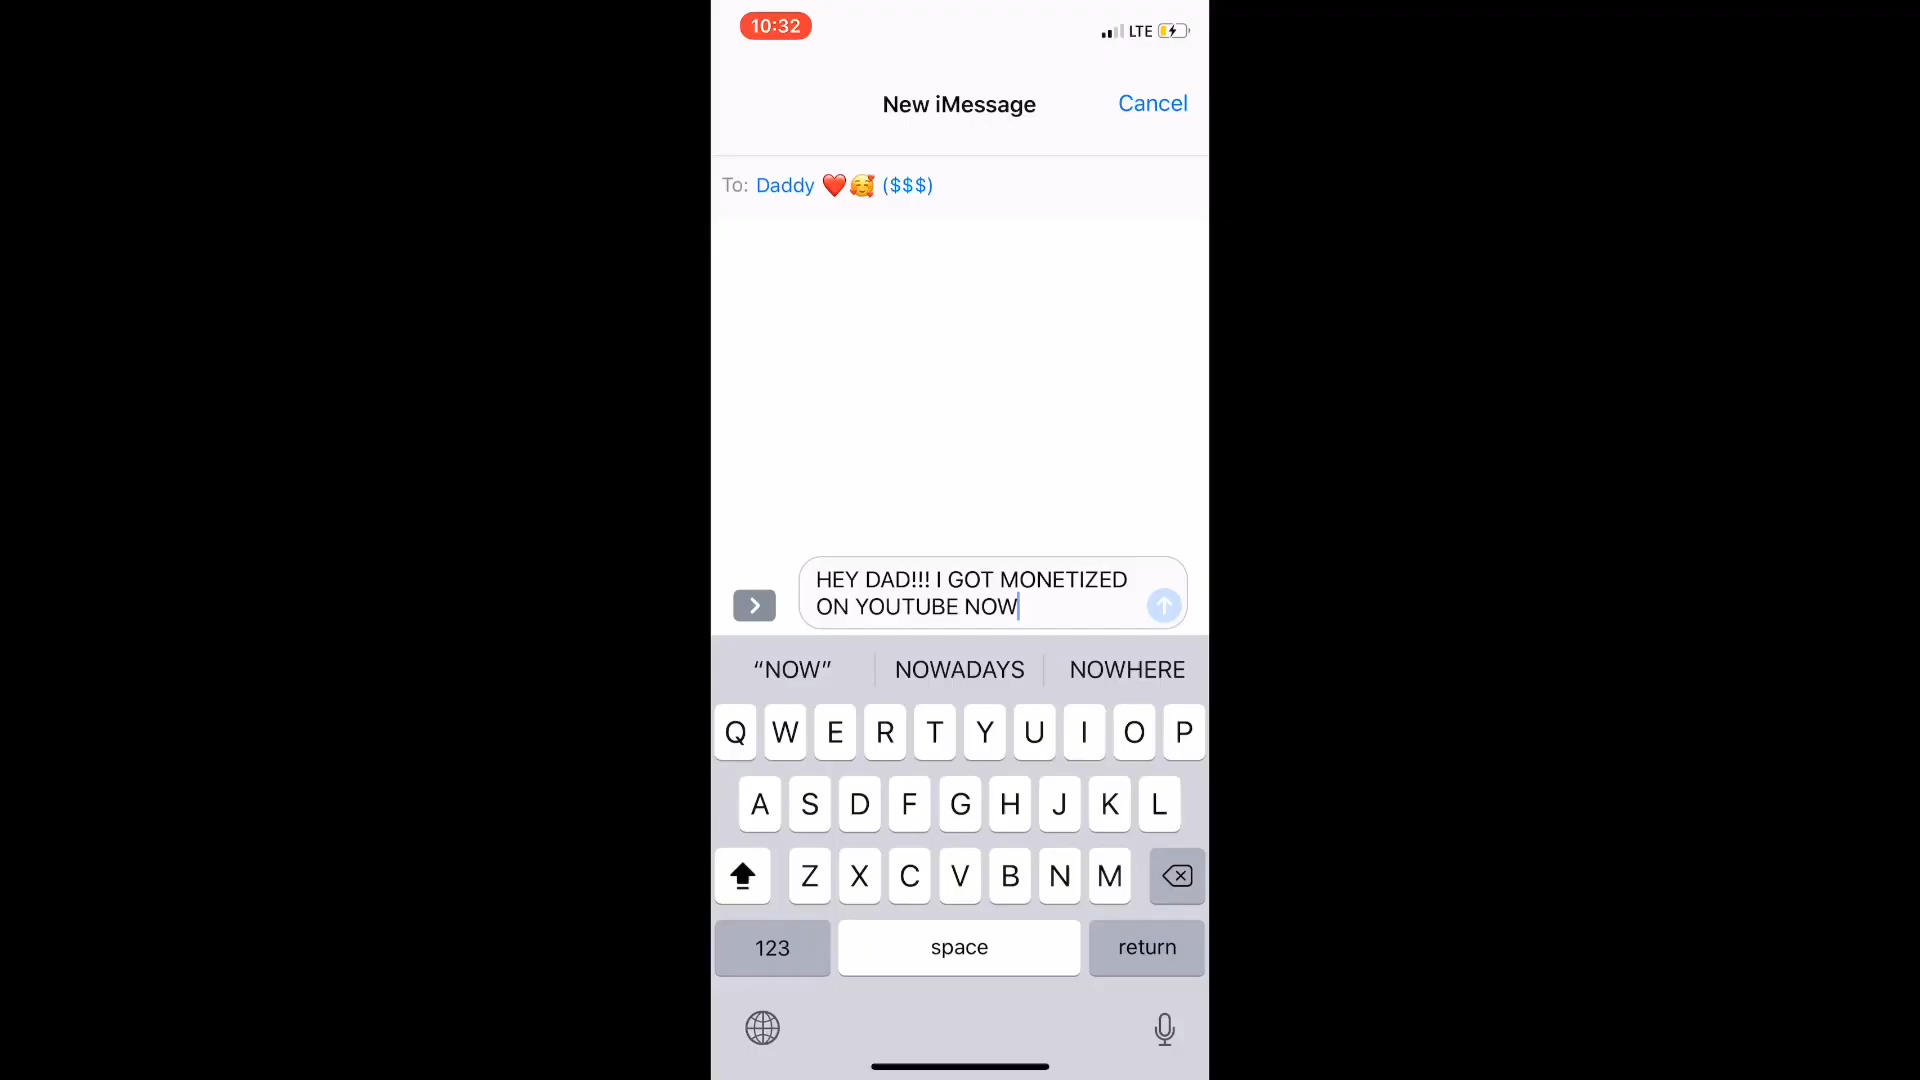 10:32
LTE
New iMessage
Cancel
To: Daddy ❤️🥰 ($$$)
HEY DAD!!! I GOT MONETIZED
ON YOUTUBE NOW
“NOW” NOWADAYS NOWHERE
Q W E R T Y U I O P
A S D F G H J K L
Z X C V B N M
123 space return